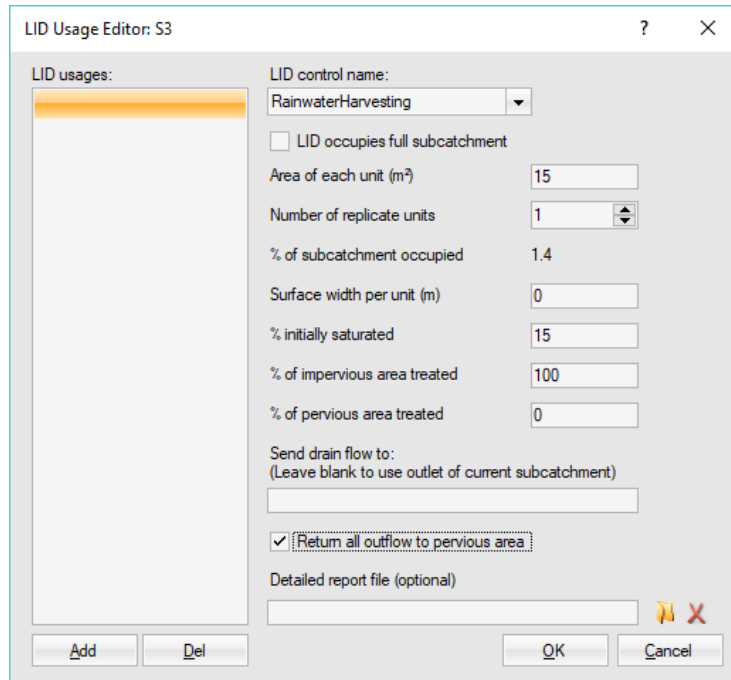 LID Usage Editor: S3
?
LID usages:
LID control name:
RainwaterHarvesting
LID occupies full subcatchment
Area of each unit (m²) 15
Number of replicate units 1
% of subcatchment occupied 1.4
Surface width per unit (m) 0
% initially saturated 15
% of impervious area treated 100
% of pervious area treated 0
Send drain flow to:
(Leave blank to use outlet of current subcatchment)
Return all outflow to pervious area
Detailed report file (optional)
Add Del OK Cancel